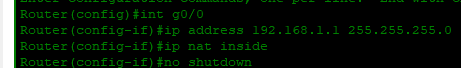 Router(config)#int g0/0
Router(config-if)#ip address 192.168.1.1 255.255.255.0
Router(config-if)#ip nat inside
Router(config-if)#no shutdown